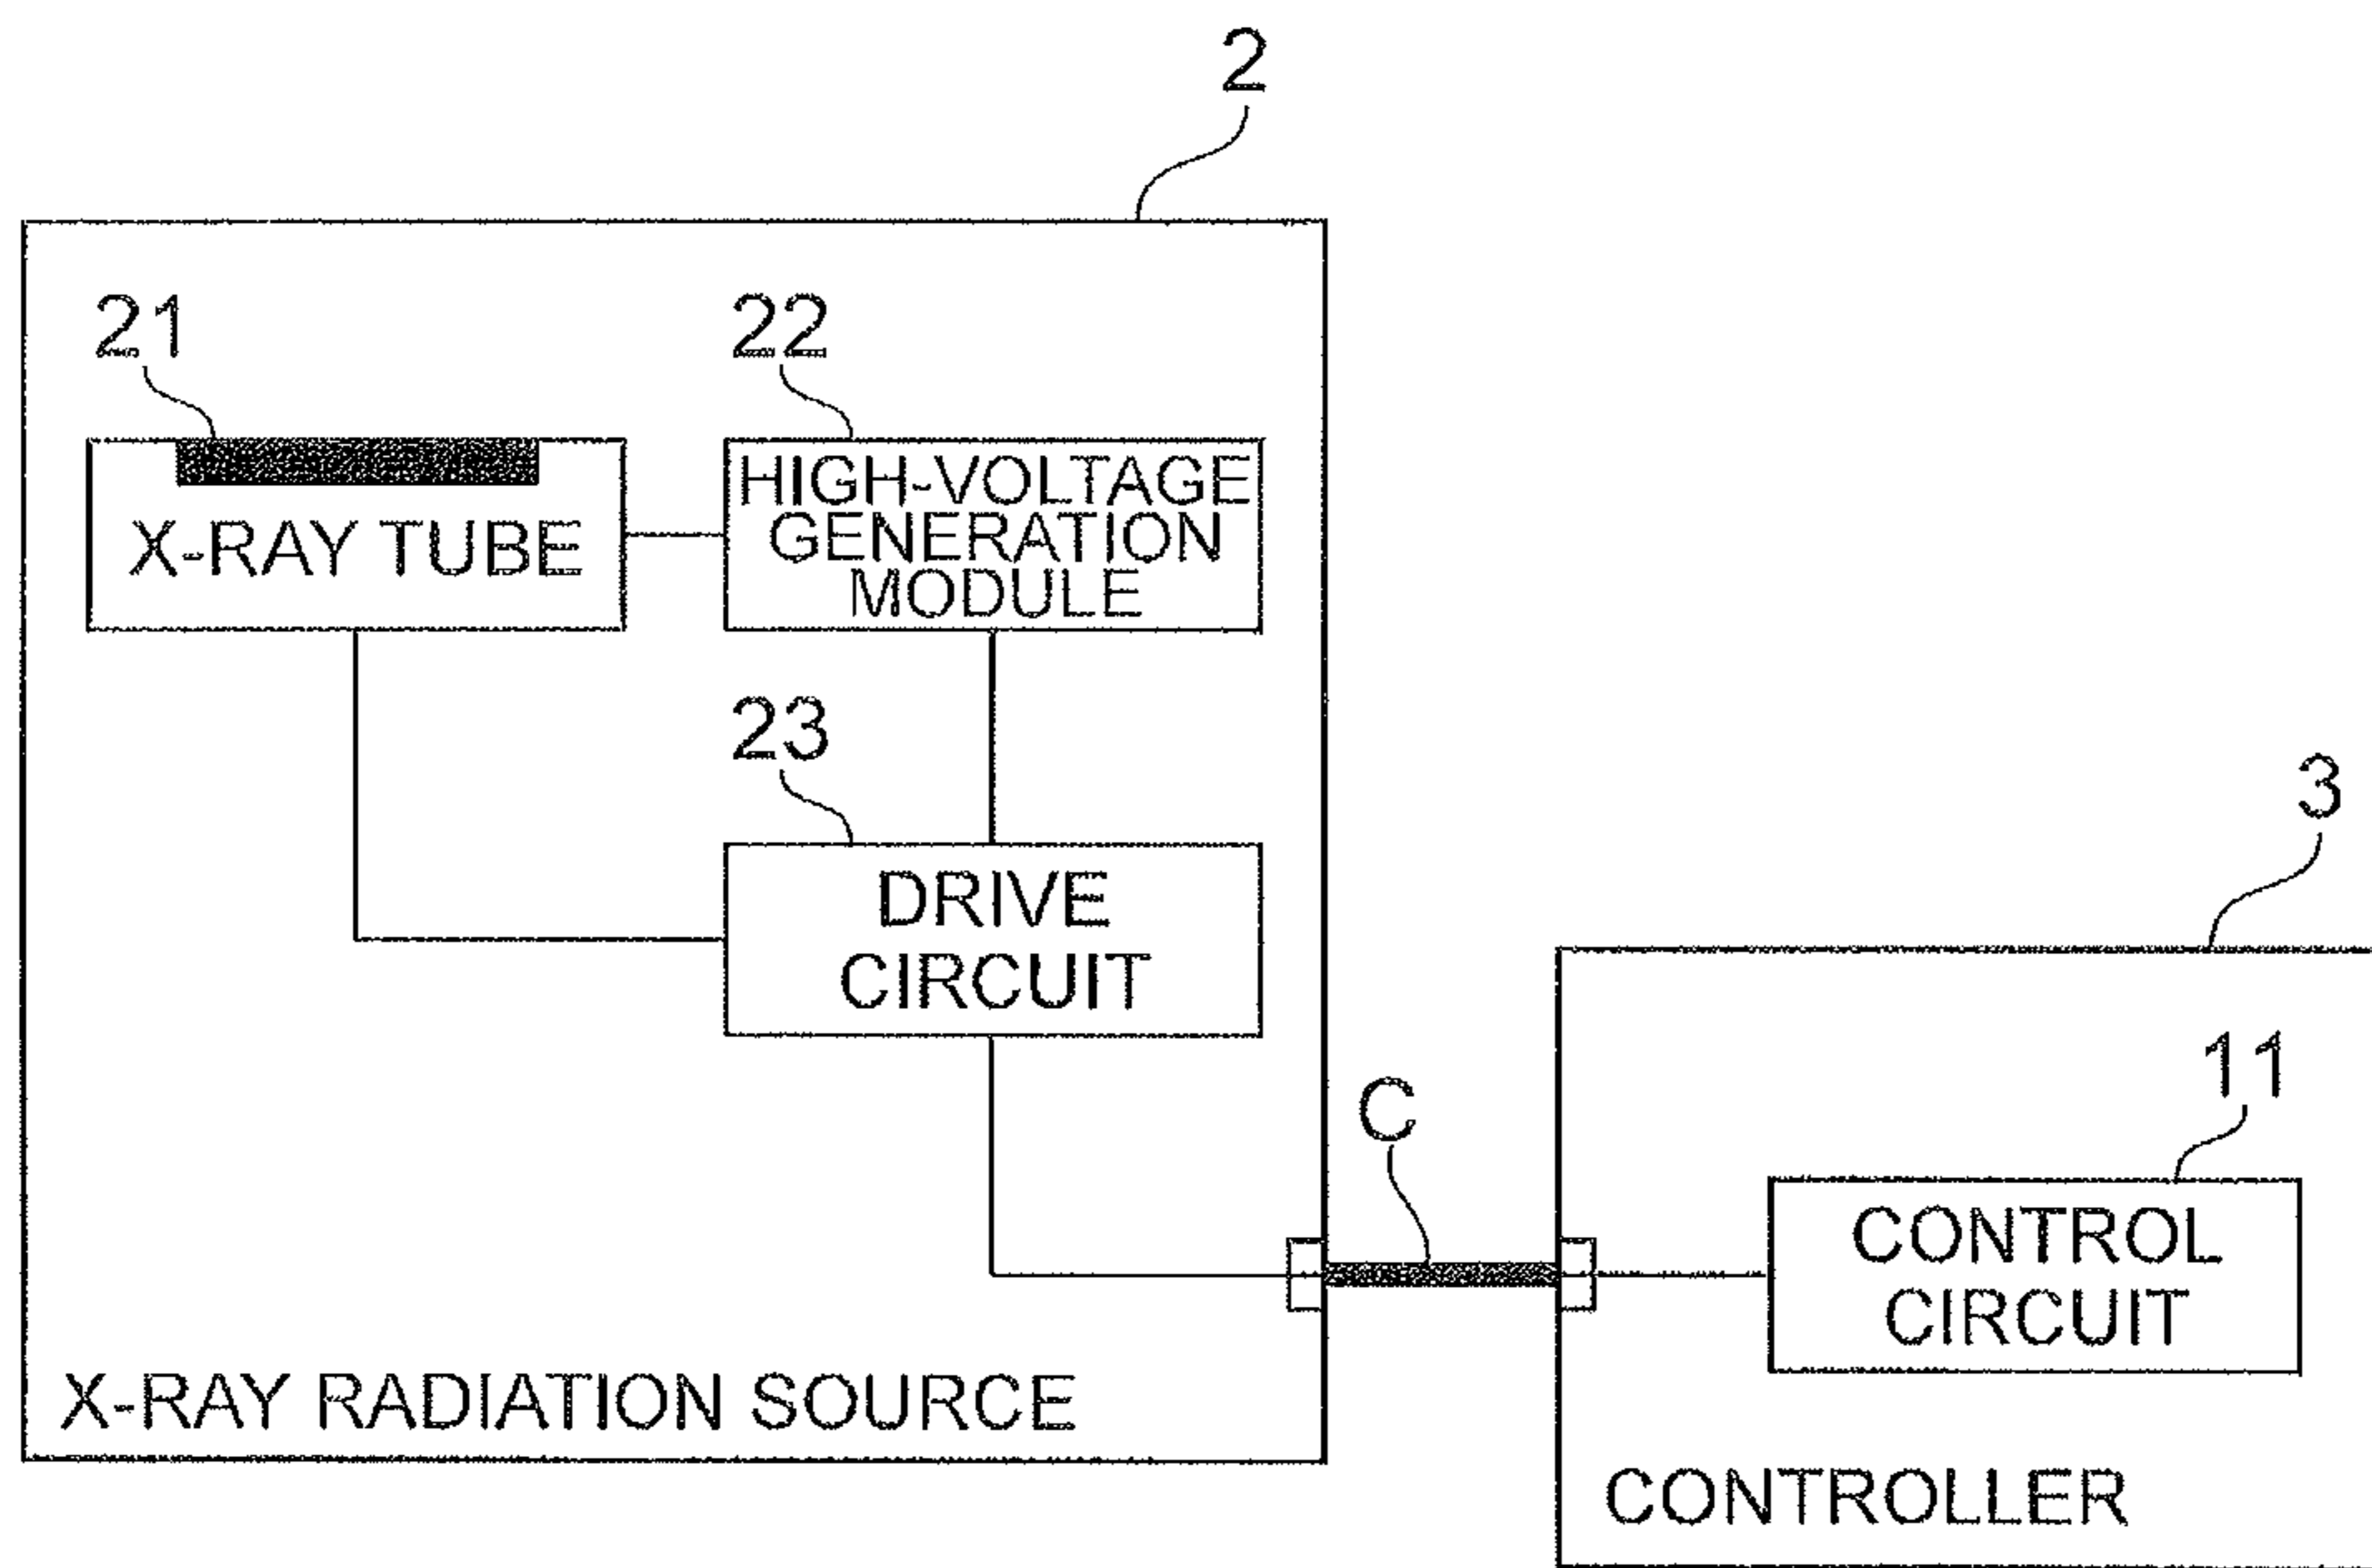 2
21
22
X-RAY TUBE
HIGH-VOLTAGE
GENERATION
MODULE
23
DRIVE
CIRCUIT
3
C
11
CONTROL
CIRCUIT
X-RAY RADIATION SOURCE
CONTROLLER